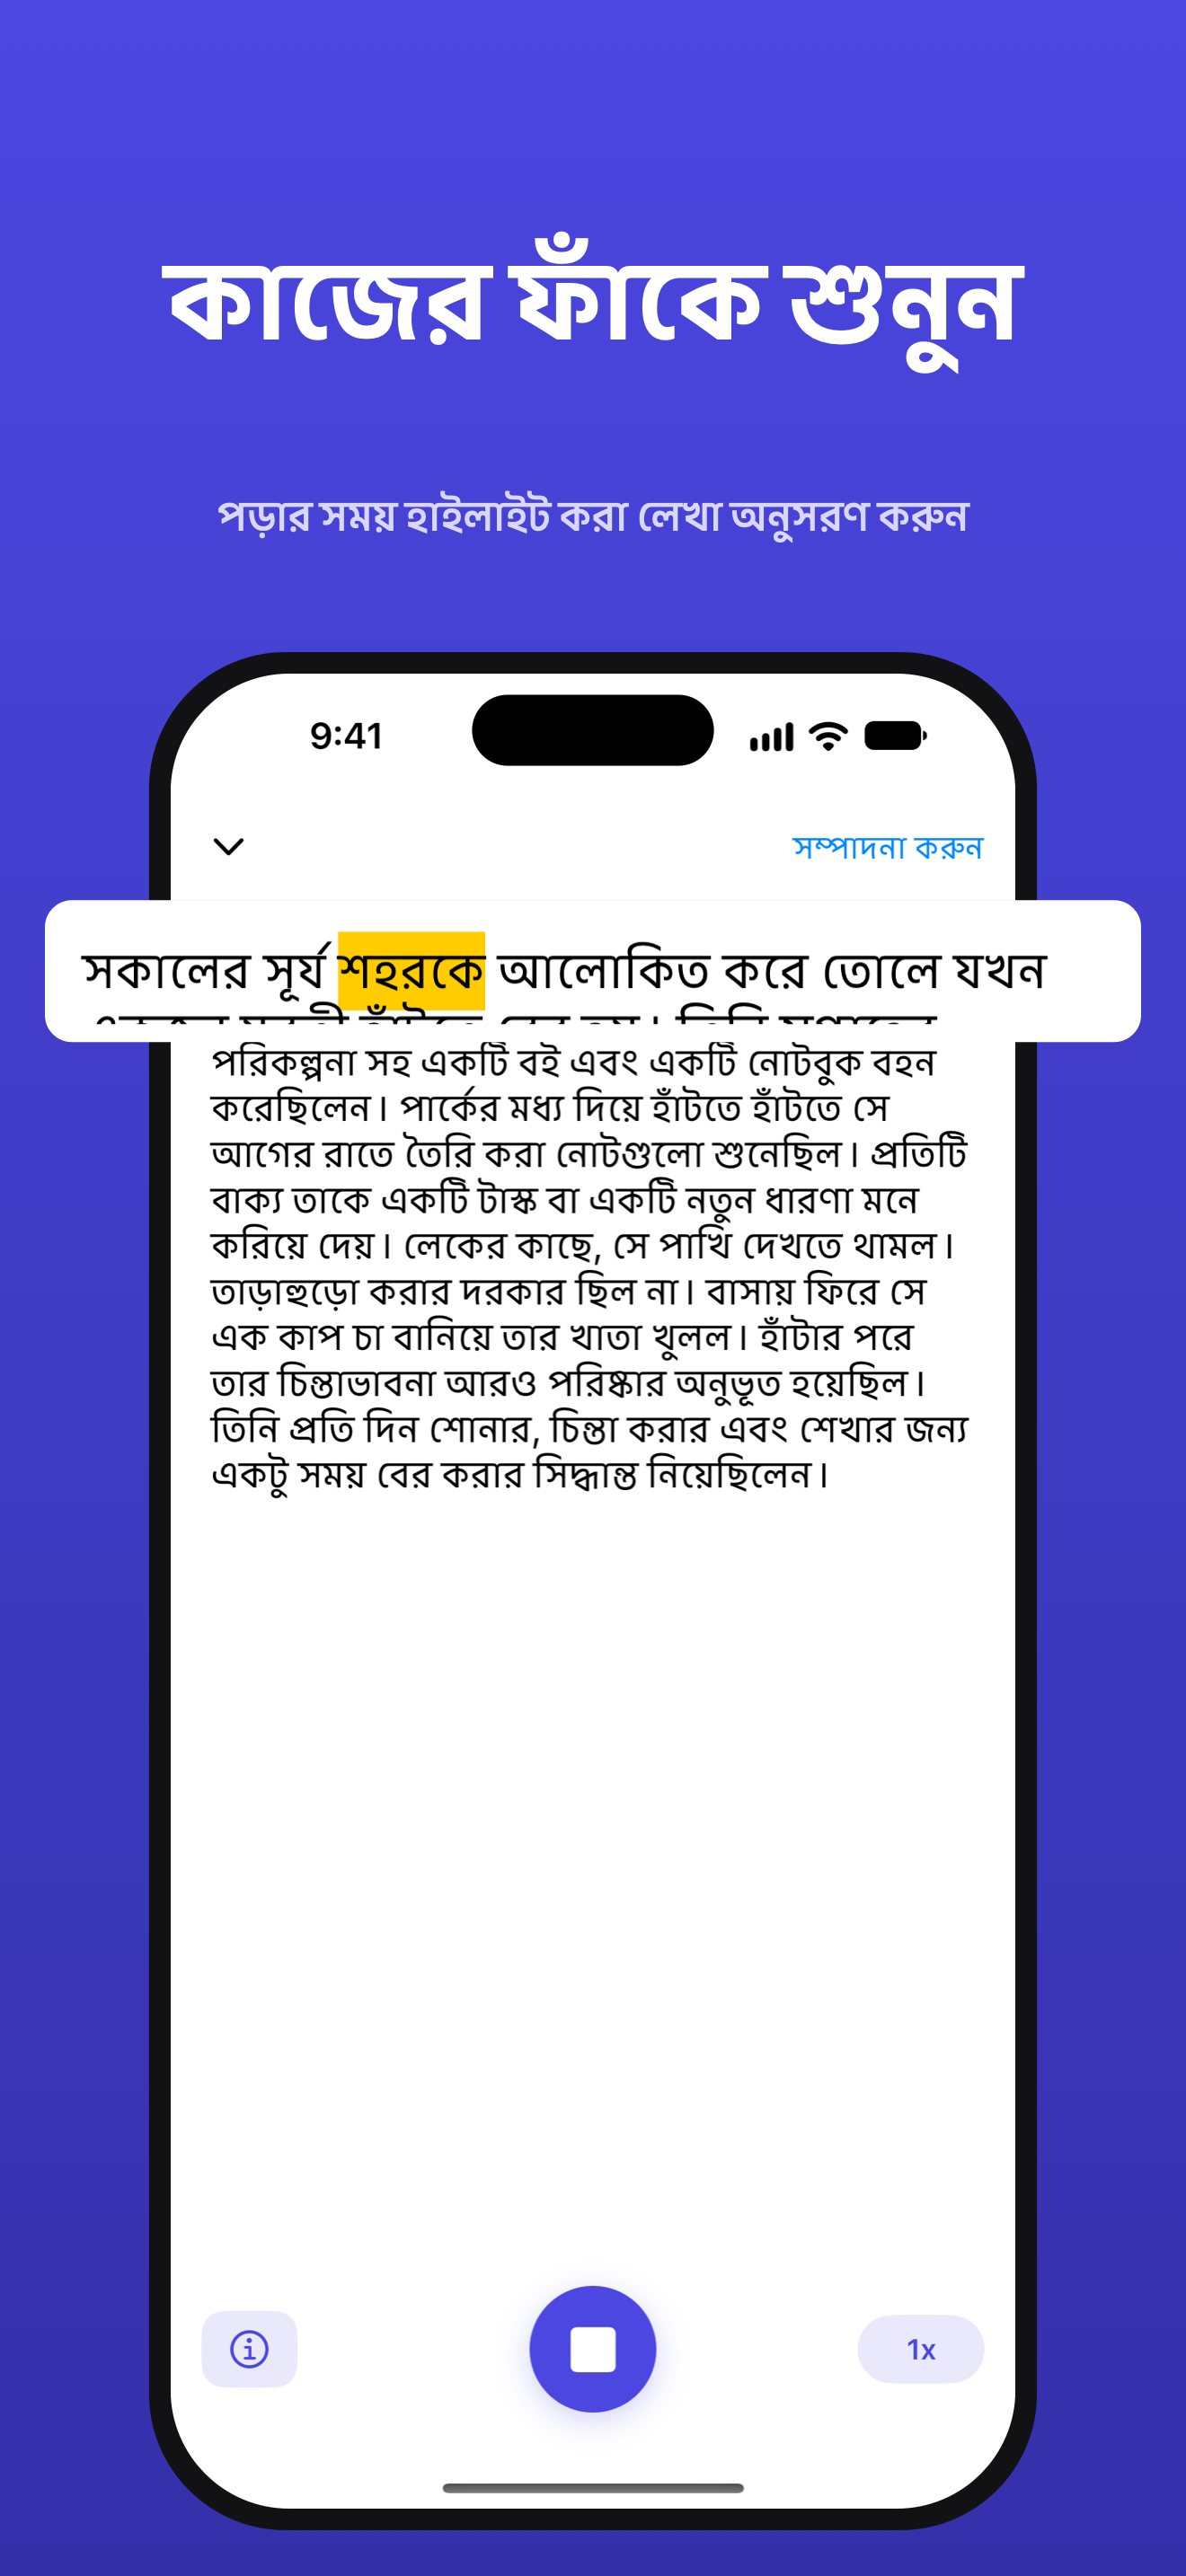 কাজের ফাঁকে শুনুন
পড়ার সময় হাইলাইট করা লেখা অনুসরণ করুন
9:41
সম্পাদনা করুন
সকালের সূর্য শহরকে আলোকিত করে তোলে যখন
পরিকল্পনা সহ একটি বই এবং একটি নোটবুক বহন
করেছিলেন। পার্কের মধ্য দিয়ে হাঁটতে হাঁটতে সে
আগের রাতে তৈরি করা নোটগুলো শুনেছিল। প্রতিটি
বাক্য তাকে একটি টাস্ক বা একটি নতুন ধারণা মনে
করিয়ে দেয়। লেকের কাছে, সে পাখি দেখতে থামল।
তাড়াহুড়ো করার দরকার ছিল না। বাসায় ফিরে সে
এক কাপ চা বানিয়ে তার খাতা খুলল। হাঁটার পরে
তার চিন্তাভাবনা আরও পরিষ্কার অনুভূত হয়েছিল।
তিনি প্রতি দিন শোনার, চিন্তা করার এবং শেখার জন্য
একটু সময় বের করার সিদ্ধান্ত নিয়েছিলেন।
1x